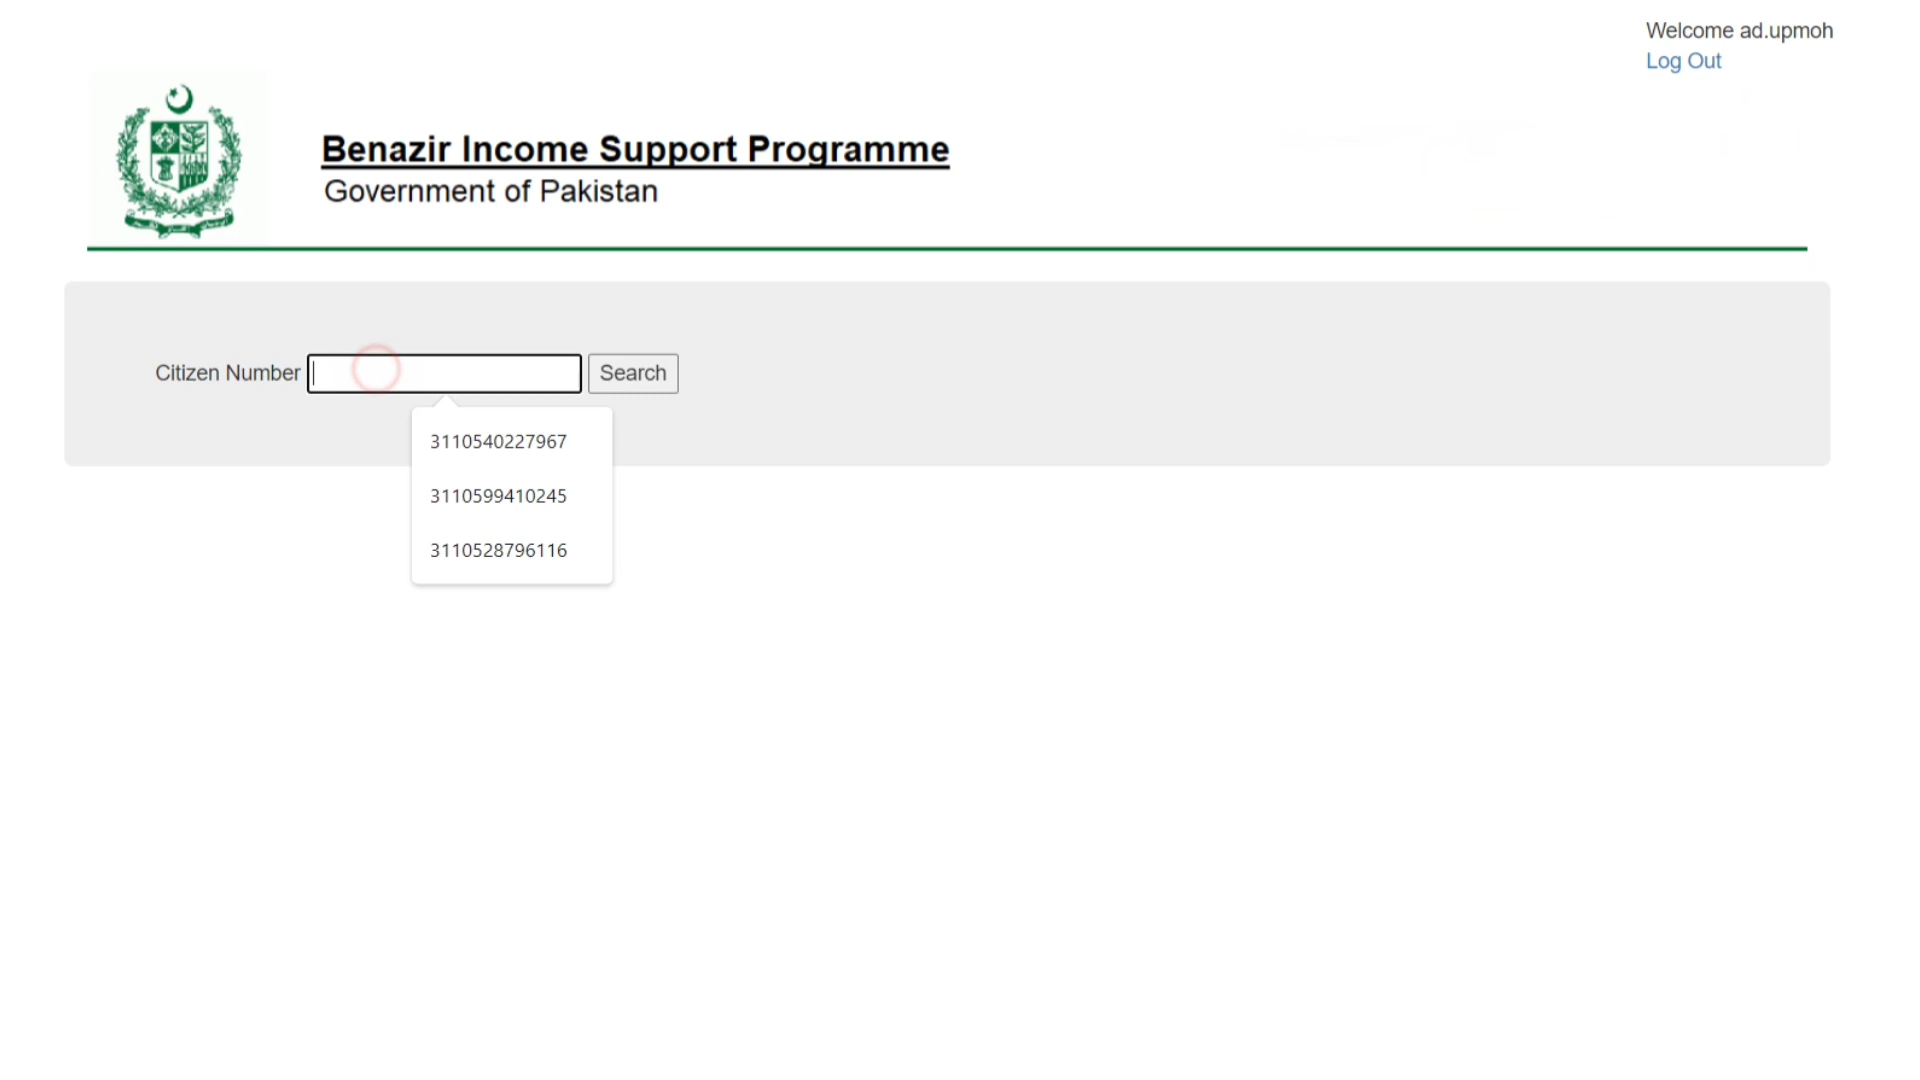 Welcome ad.upmoh
Log Out
Benazir Income Support Programme
Government of Pakistan
Citizen Number
Search
3110540227967
3110599410245
3110528796116